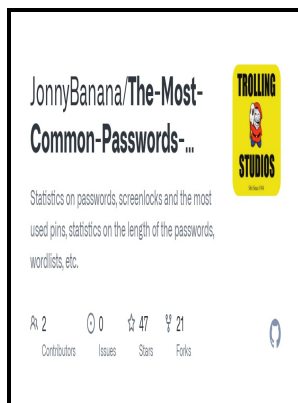 JonnyBanana/The-Most-
Common-Passwords-...
TROLLING
STUDIOS
Statistics on passwords, screenlocks and the most
used pins, statistics on the length of the passwords,
wordlists, etc.
2
Contributors
0
Issues
47
Stars
21
Forks